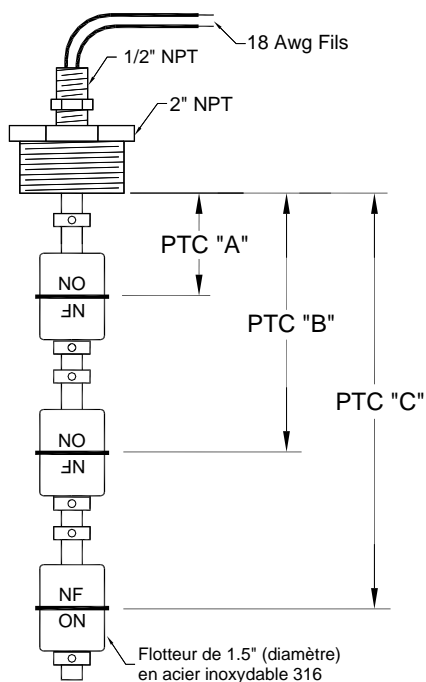 18 Awg Fils
1/2" NPT
2" NPT
PTC "A"
NO
NF
PTC "B"
PTC "C"
NO
NF
NF
NO
Flotteur de 1.5" (diamètre)
en acier inoxydable 316